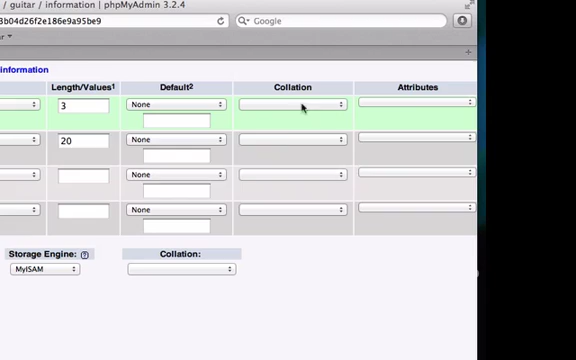 / guitar / information | phpMyAdmin 3.2.4
3b04d26f2e186e9a95be9
Google
ar
information
Length/Values1 Default2 Collation Attributes
3 None
20 None
None
None
Storage Engine: Collation:
MyISAM